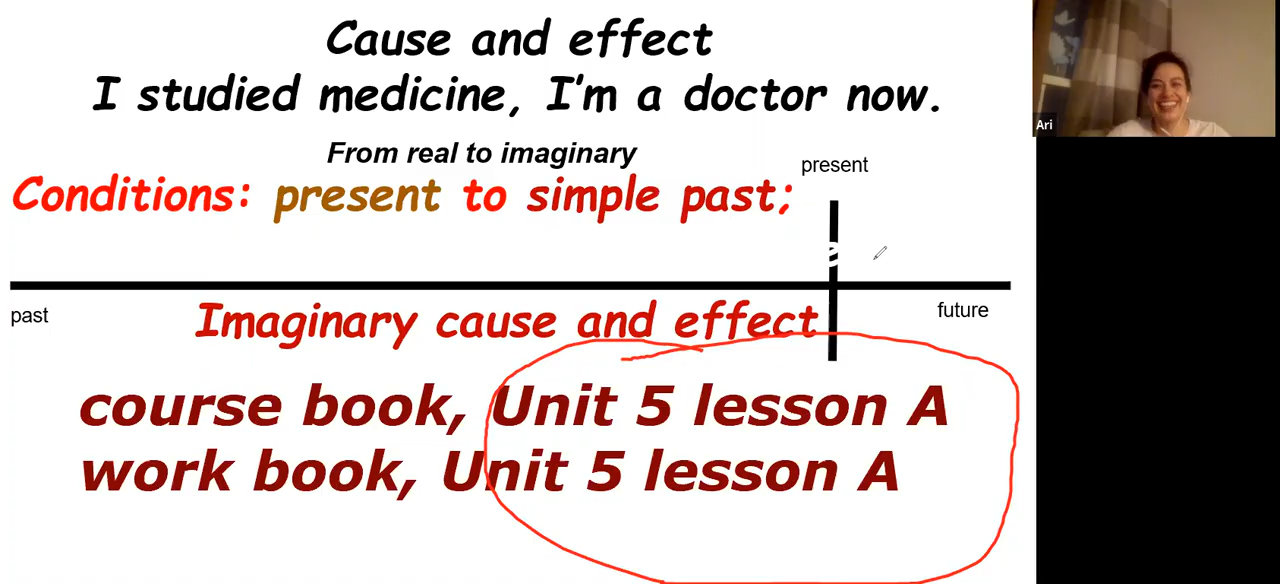 Cause and effect
I studied medicine, I'm a doctor now.
From real to imaginary
present
Conditions: present to simple past;
e
past
Imaginary cause and effect
future
course book, Unit 5 lesson A
work book, Unit 5 lesson A
Ari